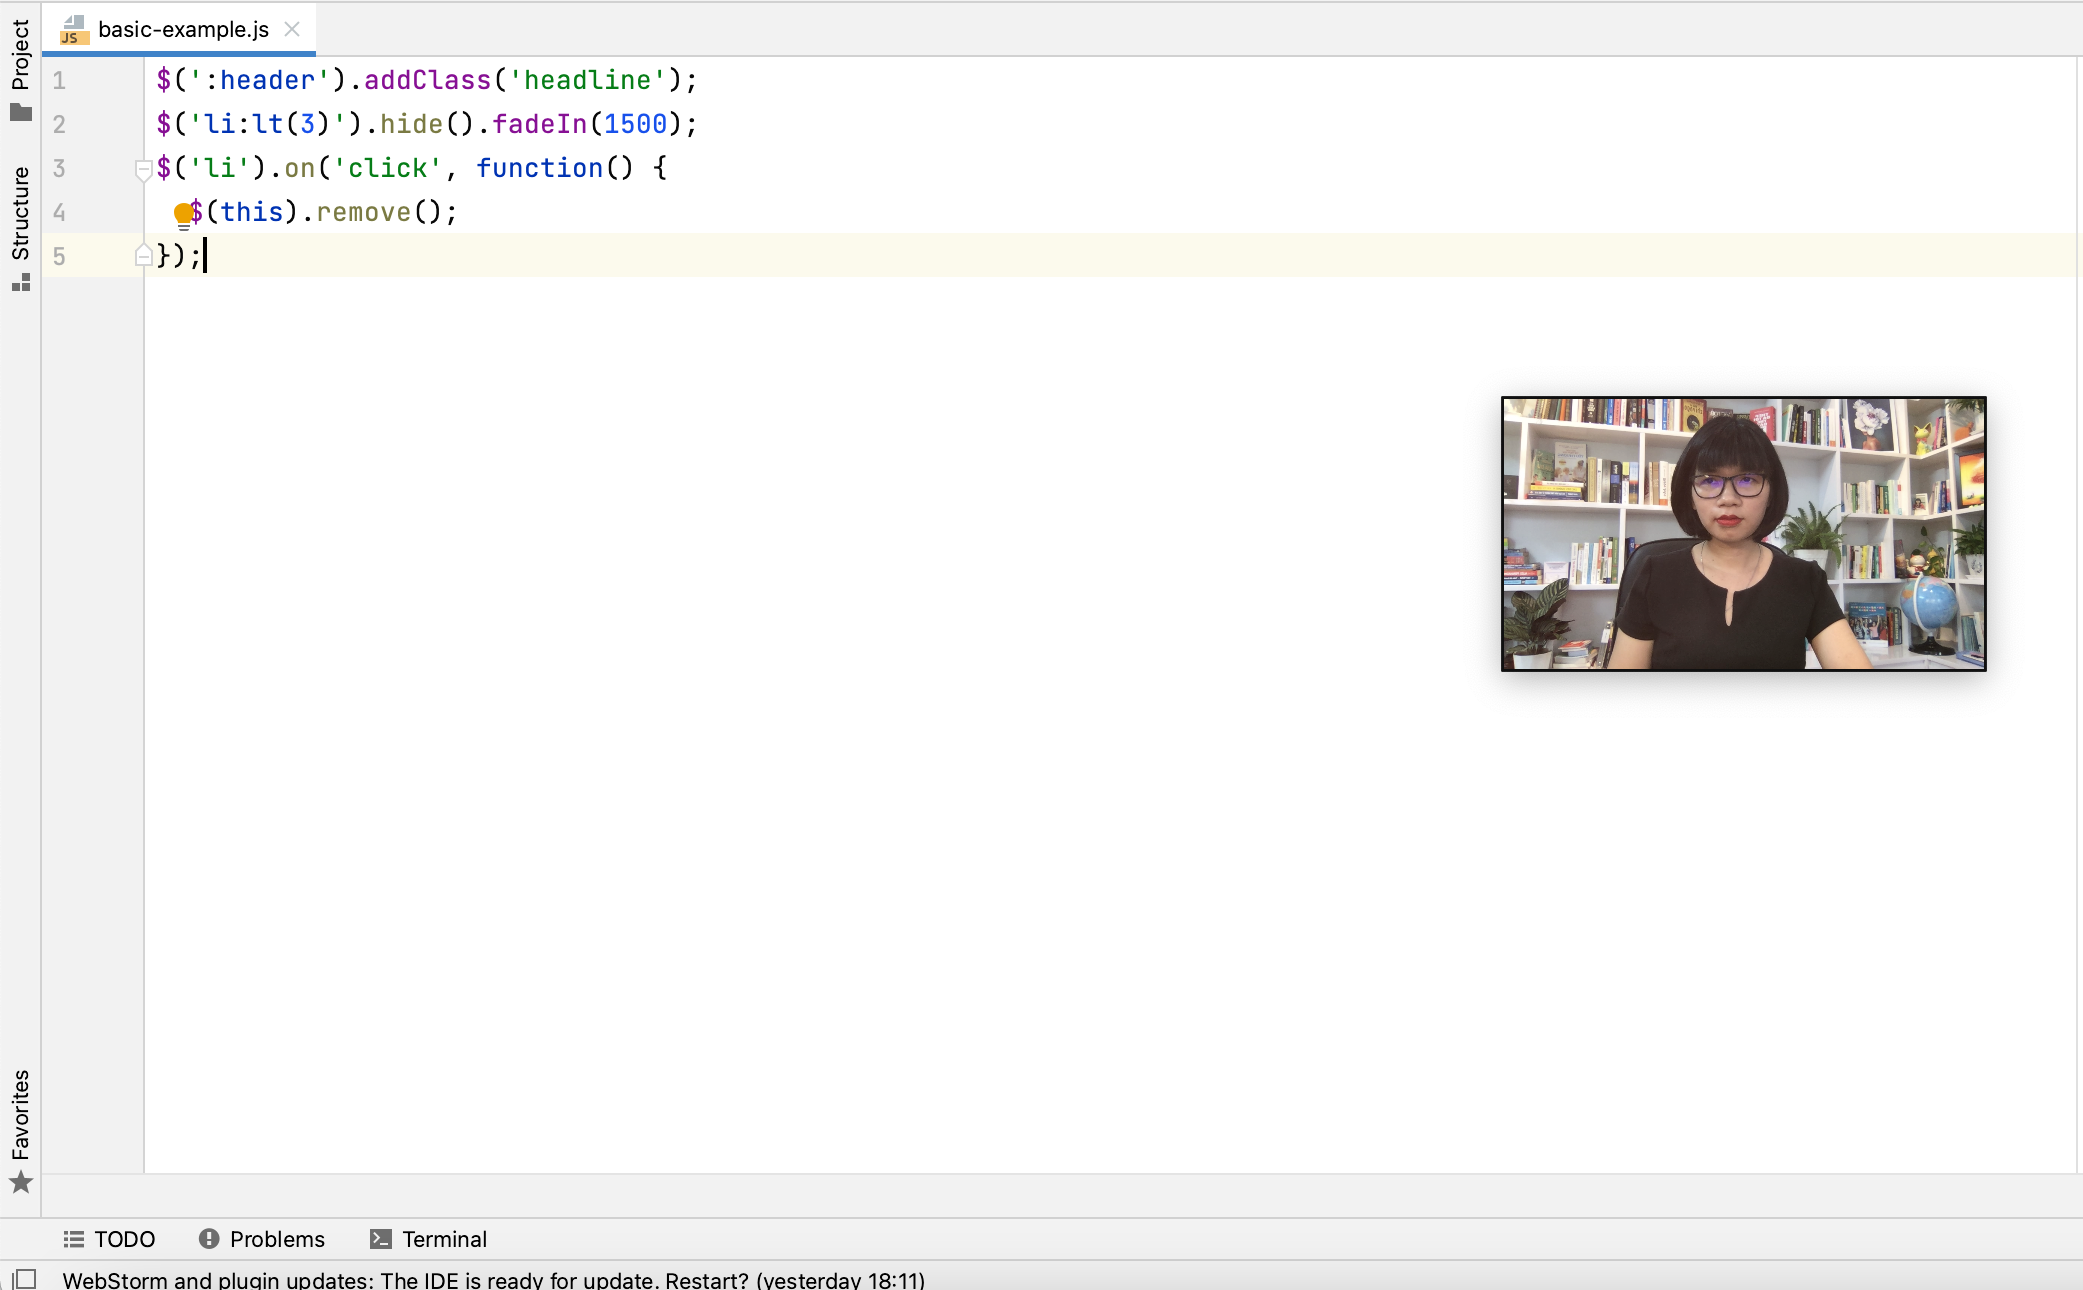 Project
Structure
Favorites
JS basic-example.js
1 $(':header').addClass('headline');
2 $('li:lt(3)').hide().fadeIn(1500);
3 $('li').on('click', function() {
4 $(this).remove();
5 });
TODO Problems Terminal
WebStorm and plugin updates: The IDE is ready for update. Restart? (yesterday 18:11)